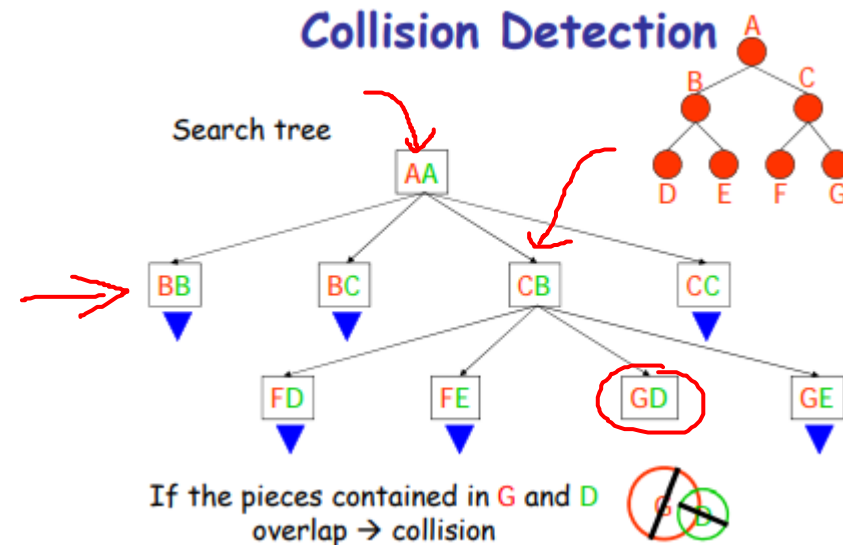 Collision Detection
A
B C
D E F G
Search tree
AA
BB BC CB CC
FD FE GD GE
If the pieces contained in G and D
overlap → collision
G D